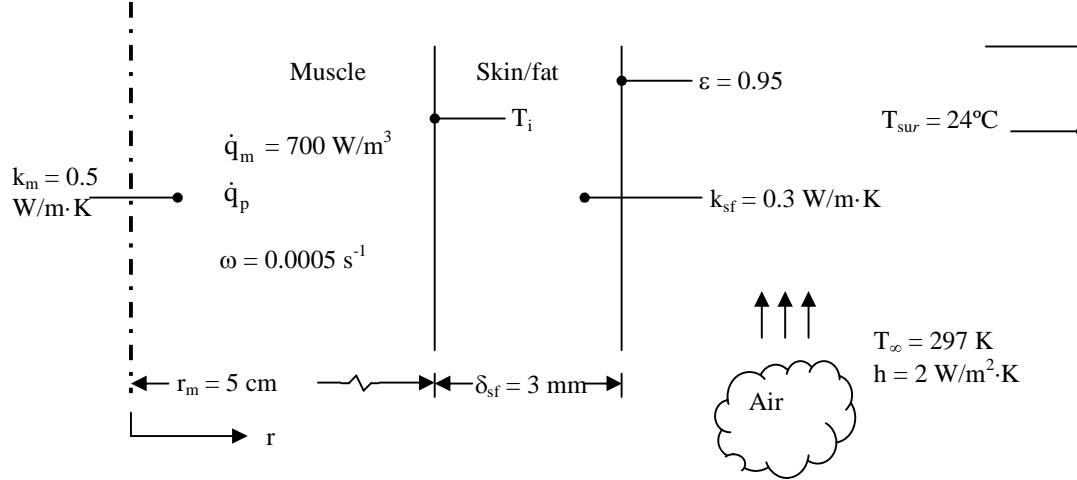 Muscle
Skin/fat
ε = 0.95
T_i
T_sur = 24ºC
q̇_m = 700 W/m³
k_m = 0.5
W/m·K
q̇_p
k_sf = 0.3 W/m·K
ω = 0.0005 s⁻¹
T_∞ = 297 K
h = 2 W/m²·K
r_m = 5 cm
δ_sf = 3 mm
Air
r